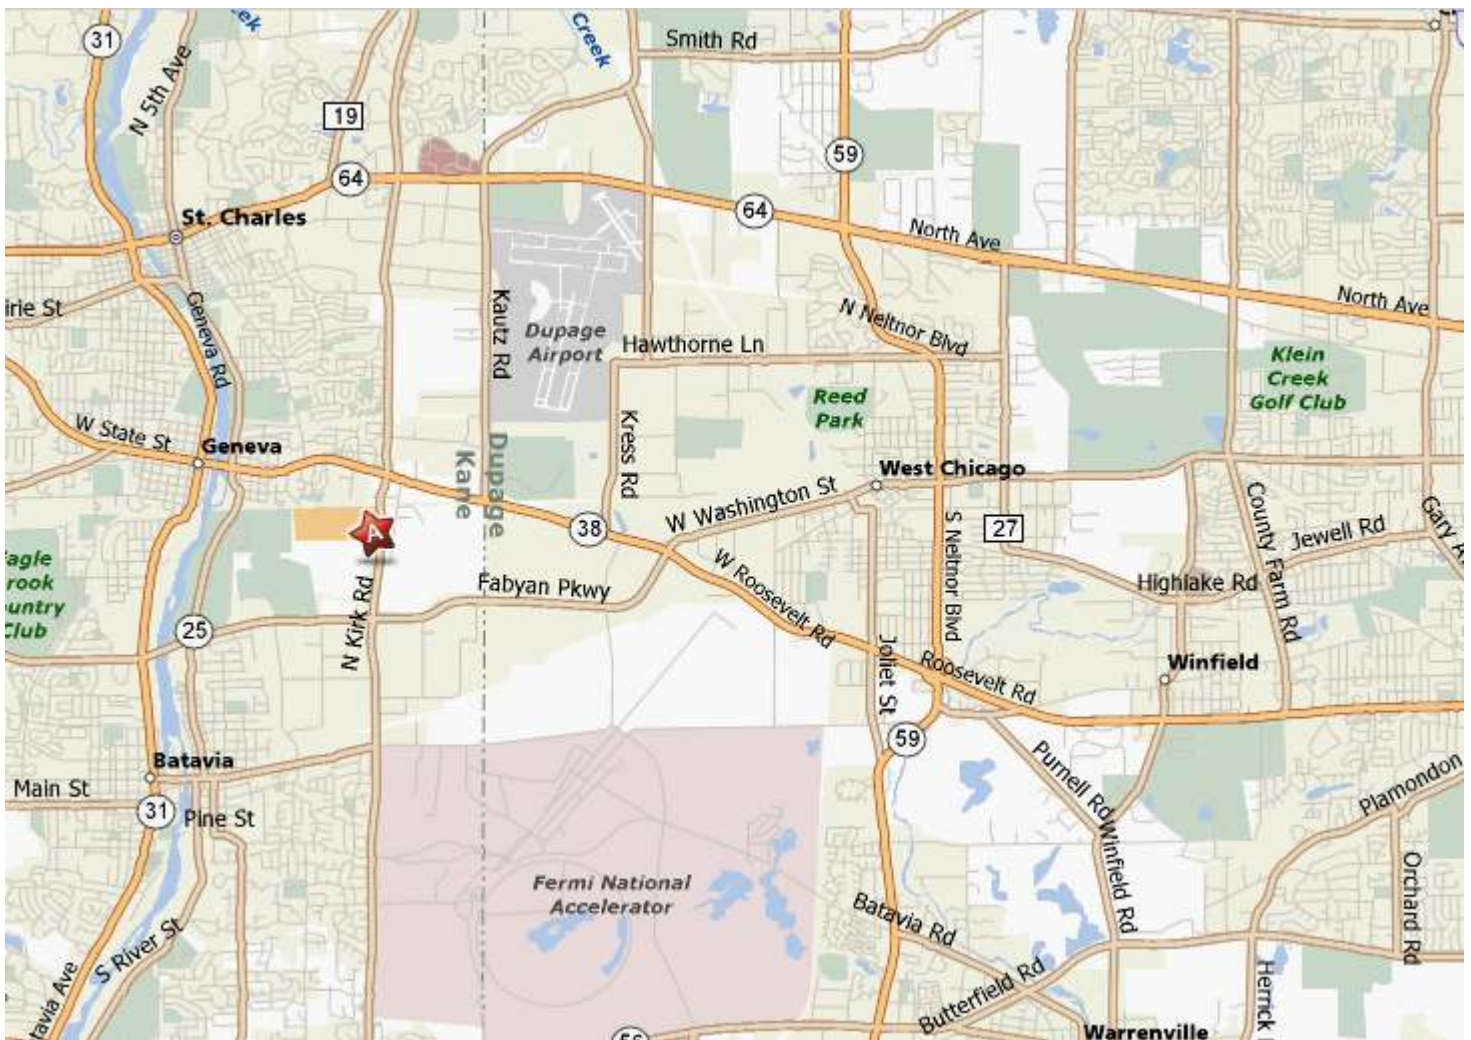 31
N 5th Ave
Creek
Smith Rd
19
59
64
St. Charles
64
North Ave
Geneva Rd
Kautz Rd
Dupage
Airport
N Neltnor Blvd
North Ave
Hawthorne Ln
Klein
Creek
Golf Club
Reed
Park
Kress Rd
W State St
Geneva
Kane
Dupage
West Chicago
W Washington St
County Farm Rd
38
27
S Neltnor Blvd
Jewell Rd
A
W Roosevelt Rd
Fabyan Pkwy
Highlake Rd
25
N Kirk Rd
Joliet St
Roosevelt Rd
Winfield
59
Batavia
Main St
31
Pine St
Purnell Rd
Plamondon
Winfield Rd
Orchard Rd
Fermi National
Accelerator
Batavia Rd
S River St
Butterfield Rd
Herrick
Warrenville